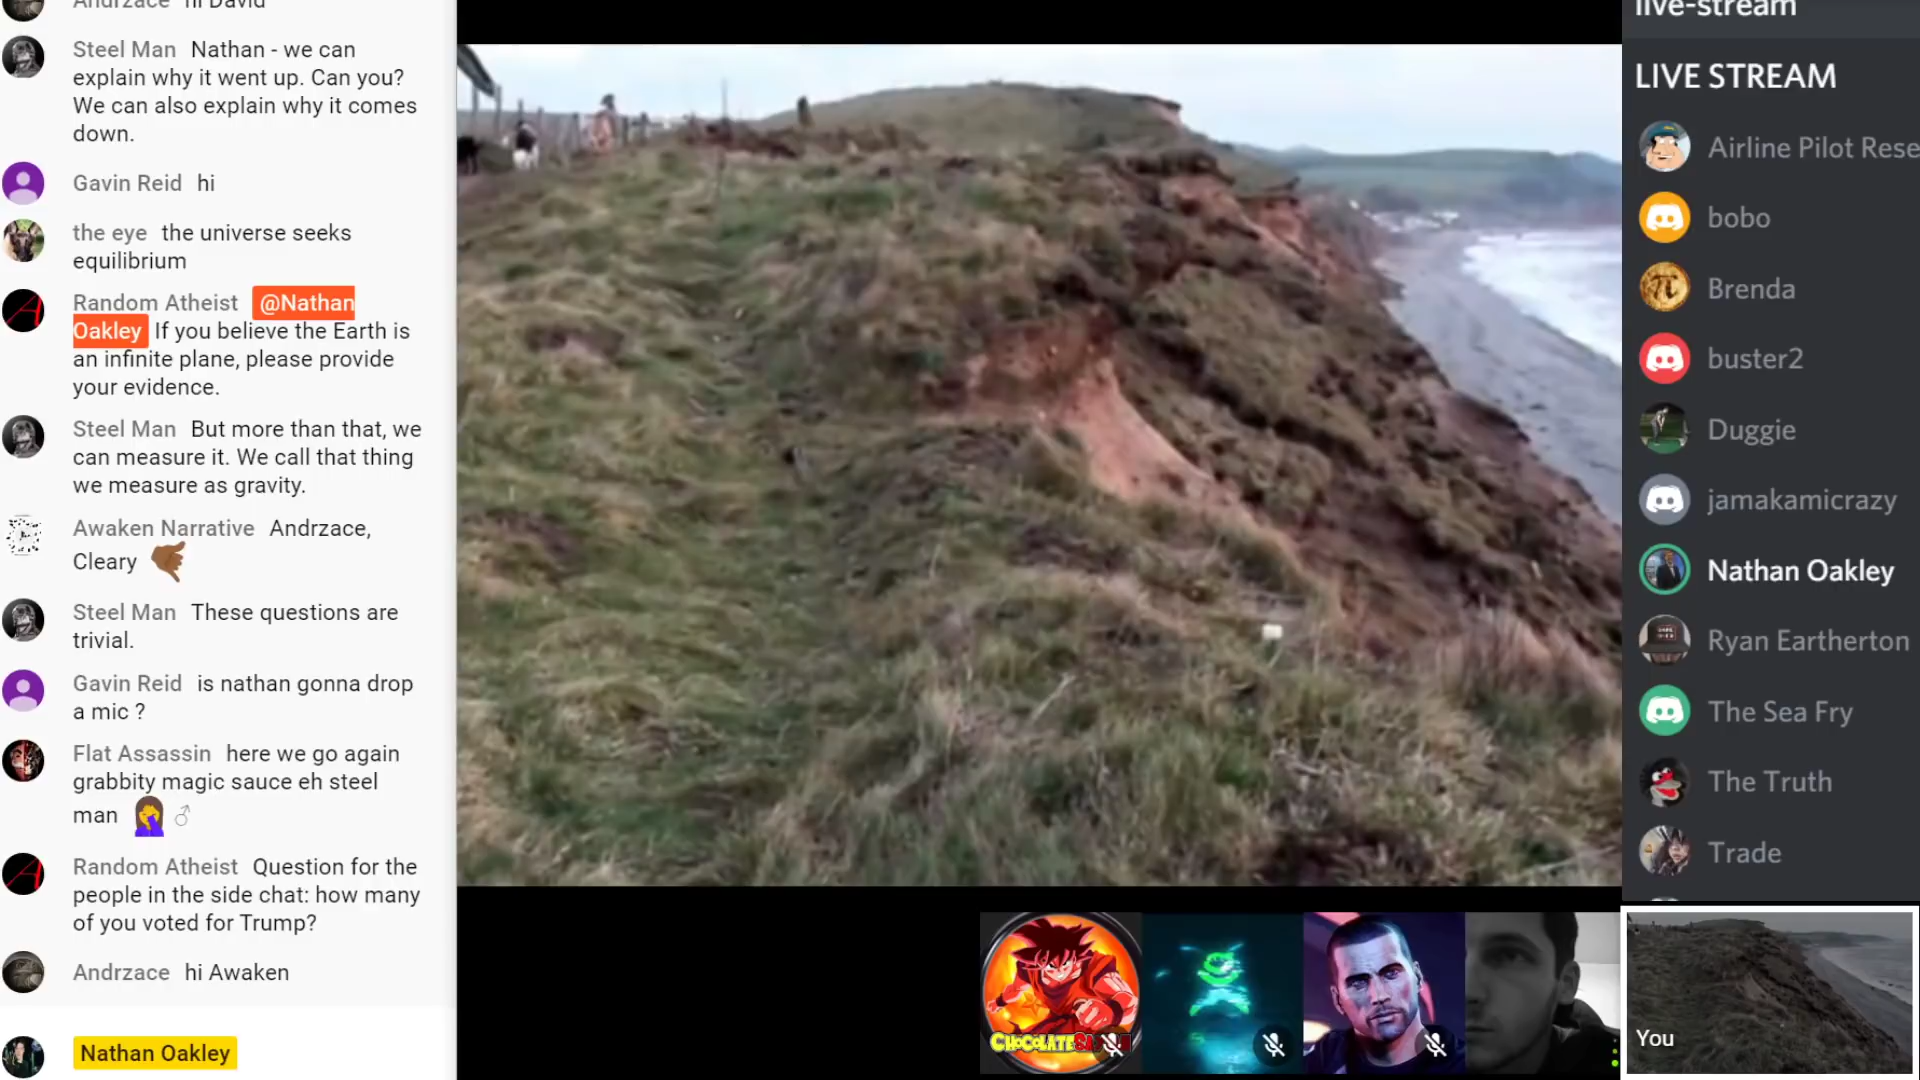 Andrzace hi David
Steel Man Nathan - we can
explain why it went up. Can you?
We can also explain why it comes
down.
Gavin Reid hi
the eye the universe seeks
equilibrium
Random Atheist @Nathan
Oakley If you believe the Earth is
an infinite plane, please provide
your evidence.
Steel Man But more than that, we
can measure it. We call that thing
we measure as gravity.
Awaken Narrative Andrzace,
Cleary
Steel Man These questions are
trivial.
Gavin Reid is nathan gonna drop
a mic ?
Flat Assassin here we go again
grabbity magic sauce eh steel
man
Random Atheist Question for the
people in the side chat: how many
of you voted for Trump?
Andrzace hi Awaken
Nathan Oakley
live-stream
LIVE STREAM
Airline Pilot Rese
bobo
Brenda
buster2
Duggie
jamakamicrazy
Nathan Oakley
Ryan Eartherton
The Sea Fry
The Truth
Trade
You